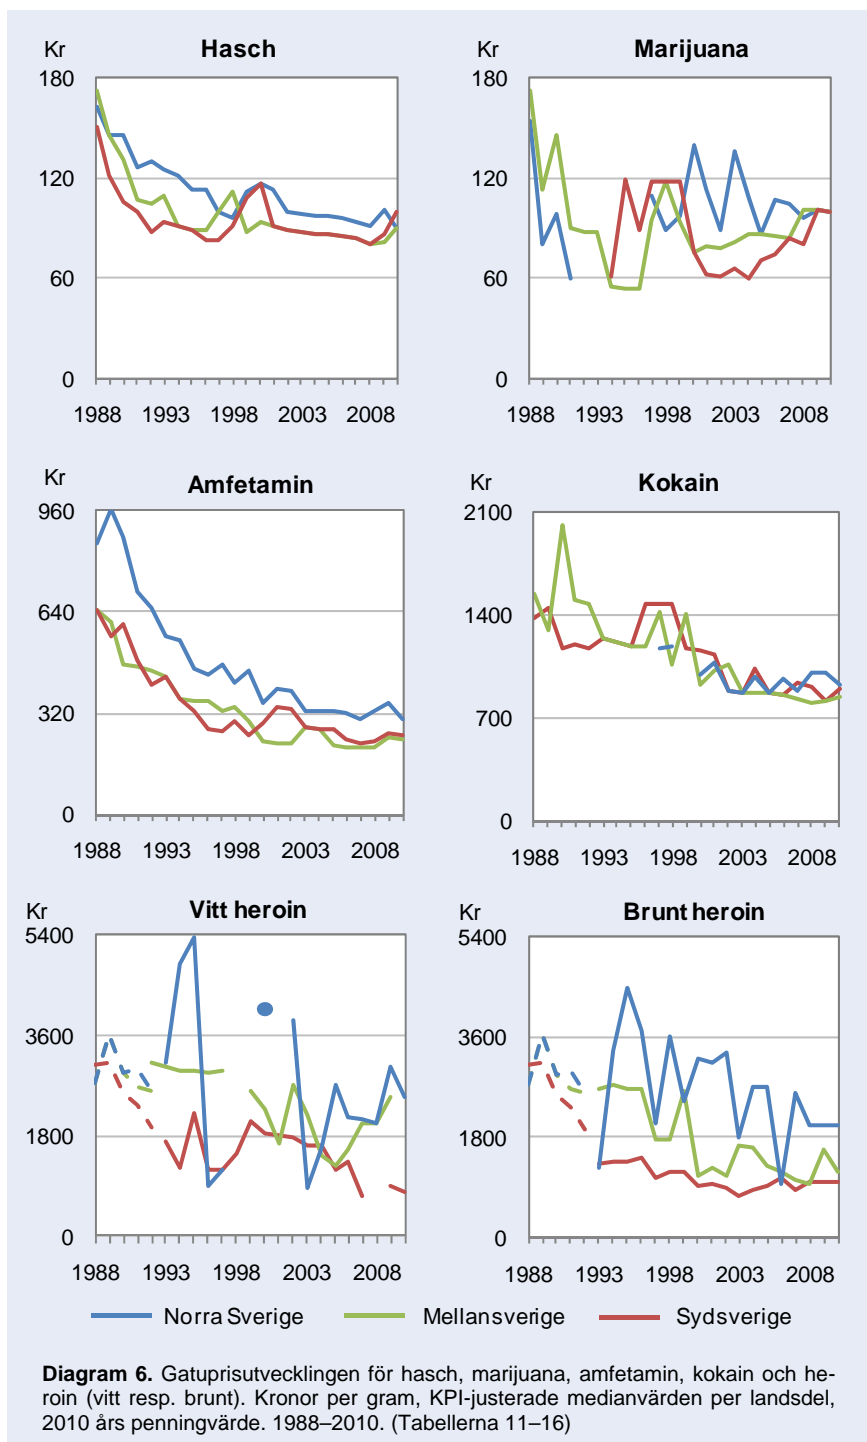 Kr Hasch
180
120
60
0
1988 1993 1998 2003 2008
Kr Marijuana
180
120
60
0
1988 1993 1998 2003 2008
Kr Amfetamin
960
640
320
0
1988 1993 1998 2003 2008
Kr Kokain
2100
1400
700
0
1988 1993 1998 2003 2008
Kr Vitt heroin
5400
3600
1800
0
1988 1993 1998 2003 2008
Kr Brunt heroin
5400
3600
1800
0
1988 1993 1998 2003 2008
Norra Sverige Mellansverige Sydsverige
Diagram 6. Gatuprisutvecklingen för hasch, marijuana, amfetamin, kokain och he-
roin (vitt resp. brunt). Kronor per gram, KPI-justerade medianvärden per landsdel,
2010 års penningvärde. 1988–2010. (Tabellerna 11–16)